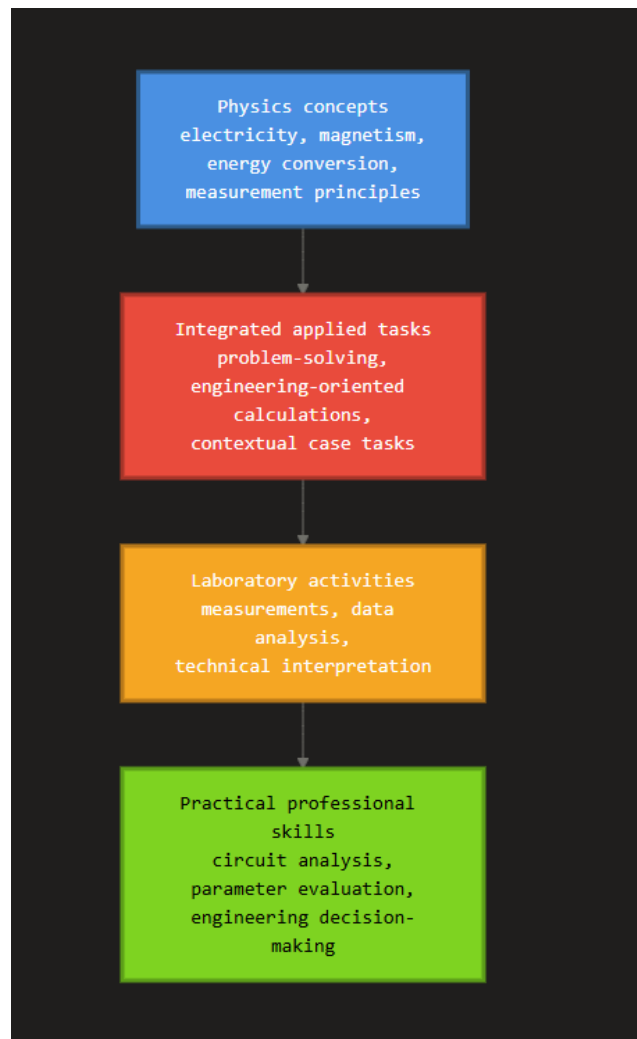 Physics concepts
electricity, magnetism,
energy conversion,
measurement principles
Integrated applied tasks
problem-solving,
engineering-oriented
calculations,
contextual case tasks
Laboratory activities
measurements, data
analysis,
technical interpretation
Practical professional
skills
circuit analysis,
parameter evaluation,
engineering decision-
making